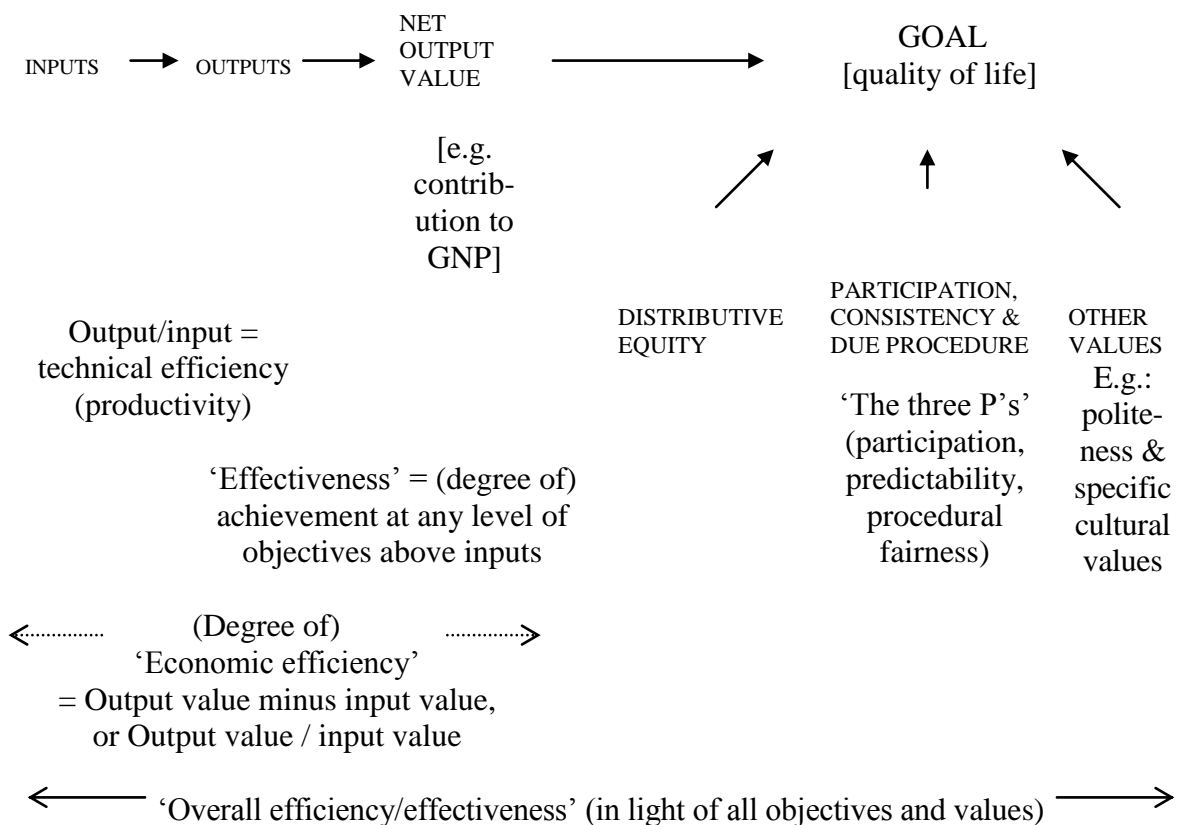 INPUTS
OUTPUTS
NET
OUTPUT
VALUE
GOAL
[quality of life]
[e.g.
contrib-
ution to
GNP]
DISTRIBUTIVE
EQUITY
PARTICIPATION,
CONSISTENCY &
DUE PROCEDURE
OTHER
VALUES
Output/input =
technical efficiency
(productivity)
‘The three P’s’
(participation,
predictability,
procedural
fairness)
E.g.:
polite-
ness &
specific
cultural
values
‘Effectiveness’ = (degree of)
achievement at any level of
objectives above inputs
(Degree of)
‘Economic efficiency’
= Output value minus input value,
or Output value / input value
‘Overall efficiency/effectiveness’ (in light of all objectives and values)